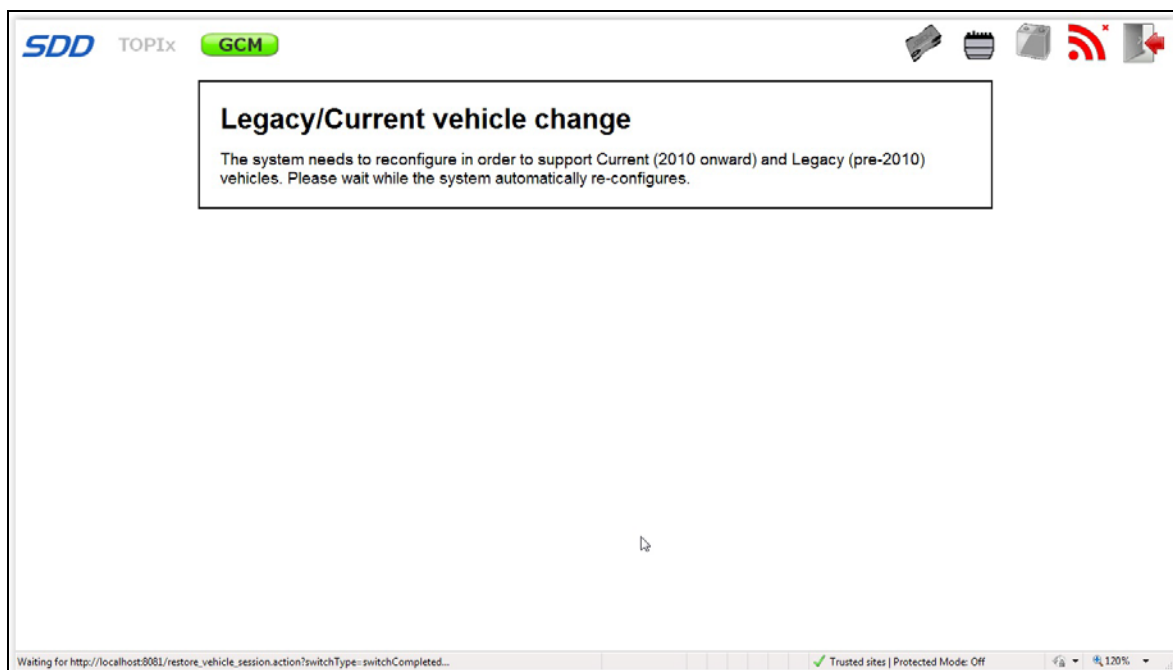 SDD TOPIx GCM
Legacy/Current vehicle change
The system needs to reconfigure in order to support Current (2010 onward) and Legacy (pre-2010)
vehicles. Please wait while the system automatically re-configures.
Waiting for http://localhost:8081/restore_vehicle_session.action?switchType=switchCompleted... Trusted sites | Protected Mode: Off 120%